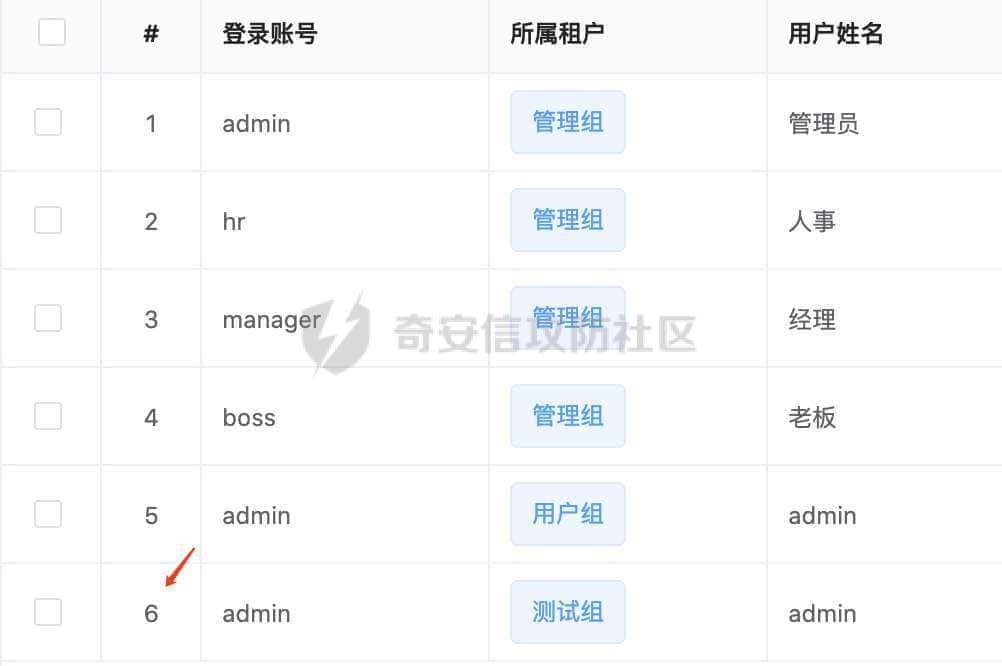 # 登录账号 所属租户 用户姓名
1 admin 管理组 管理员
2 hr 管理组 人事
3 manager 管理组 经理
奇安信攻防社区
4 boss 管理组 老板
5 admin 用户组 admin
6 admin 测试组 admin